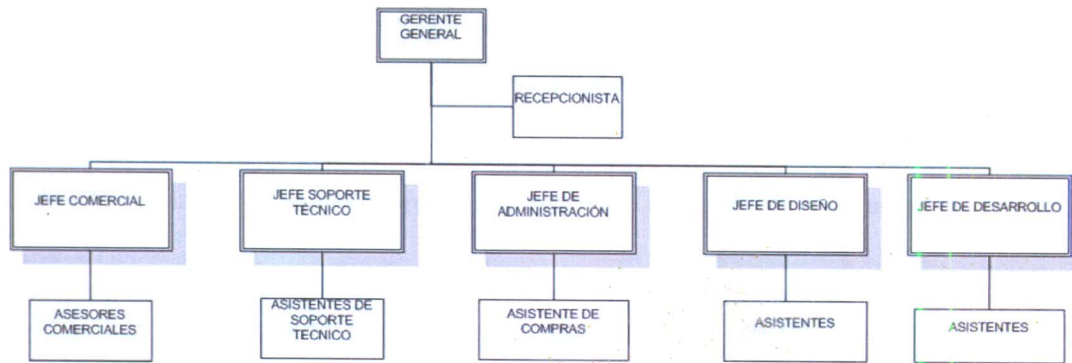 GERENTE
GENERAL
RECEPCIONISTA
JEFE COMERCIAL
JEFE SOPORTE
TÉCNICO
JEFE DE
ADMINISTRACIÓN
JEFE DE DISEÑO
JEFE DE DESARROLLO
ASESORES
COMERCIALES
ASISTENTES DE
SOPORTE
TECNICO
ASISTENTE DE
COMPRAS
ASISTENTES
ASISTENTES